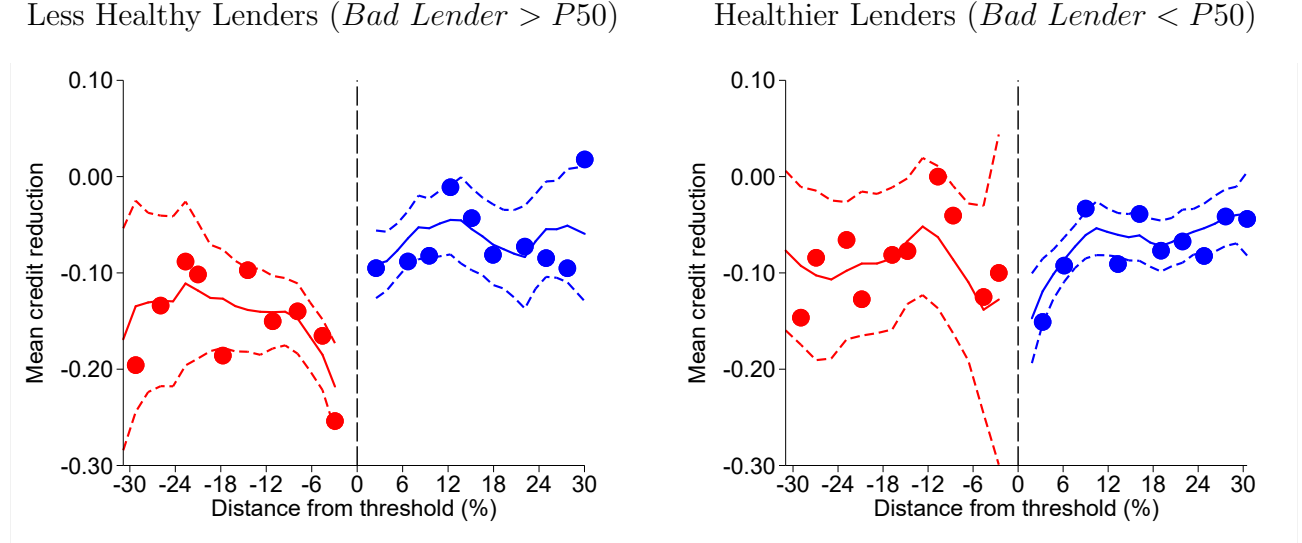 Less Healthy Lenders (Bad Lender > P50)
0.10
0.00
-0.10
-0.20
-0.30
Mean credit reduction
-30 -24 -18 -12 -6 0 6 12 18 24 30
Distance from threshold (%)
Healthier Lenders (Bad Lender < P50)
0.10
0.00
-0.10
-0.20
-0.30
Mean credit reduction
-30 -24 -18 -12 -6 0 6 12 18 24 30
Distance from threshold (%)